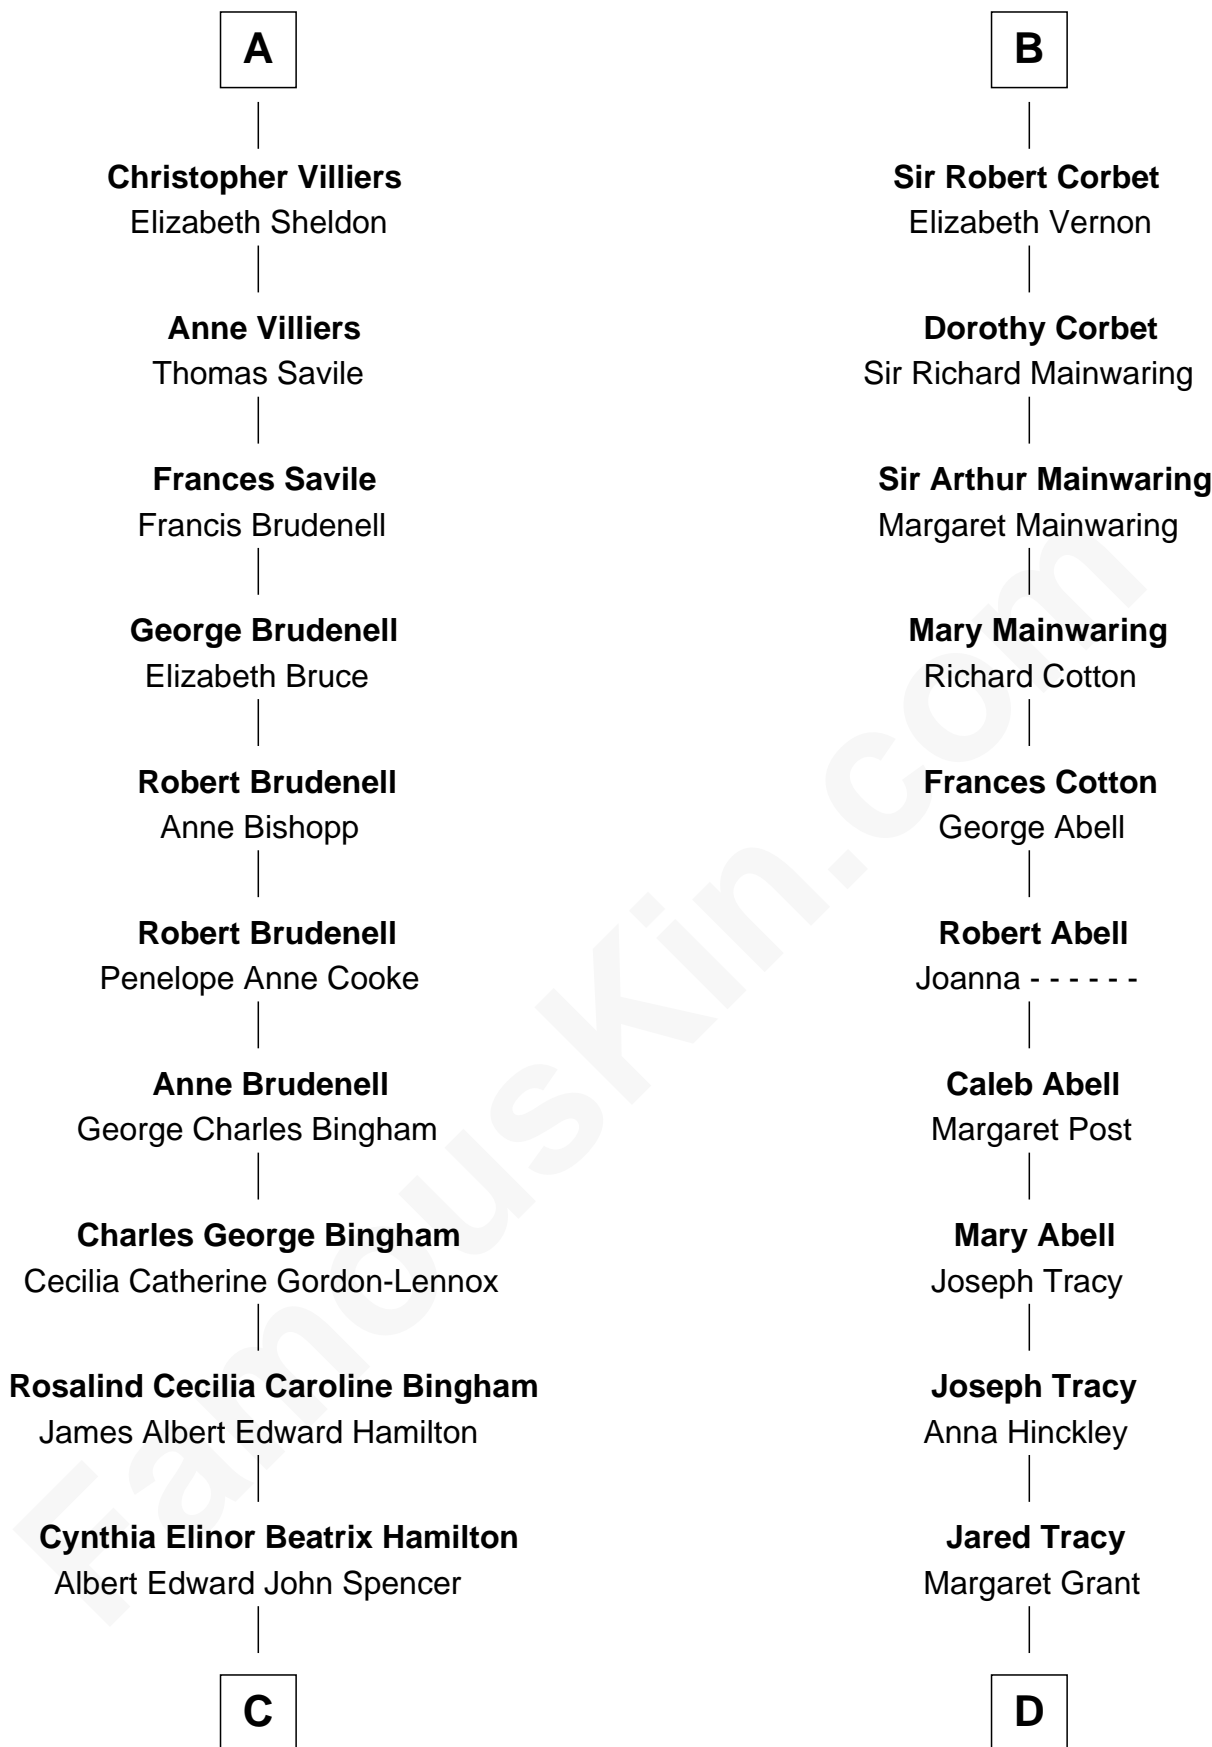 A
Christopher Villiers
Elizabeth Sheldon
Anne Villiers
Thomas Savile
Frances Savile
Francis Brudenell
George Brudenell
Elizabeth Bruce
Robert Brudenell
Anne Bishopp
Robert Brudenell
Penelope Anne Cooke
Anne Brudenell
George Charles Bingham
Charles George Bingham
Cecilia Catherine Gordon-Lennox
Rosalind Cecilia Caroline Bingham
James Albert Edward Hamilton
Cynthia Elinor Beatrix Hamilton
Albert Edward John Spencer
C
B
Sir Robert Corbet
Elizabeth Vernon
Dorothy Corbet
Sir Richard Mainwaring
Sir Arthur Mainwaring
Margaret Mainwaring
Mary Mainwaring
Richard Cotton
Frances Cotton
George Abell
Robert Abell
Joanna - - - - - -
Caleb Abell
Margaret Post
Mary Abell
Joseph Tracy
Joseph Tracy
Anna Hinckley
Jared Tracy
Margaret Grant
D
FamousKin.com